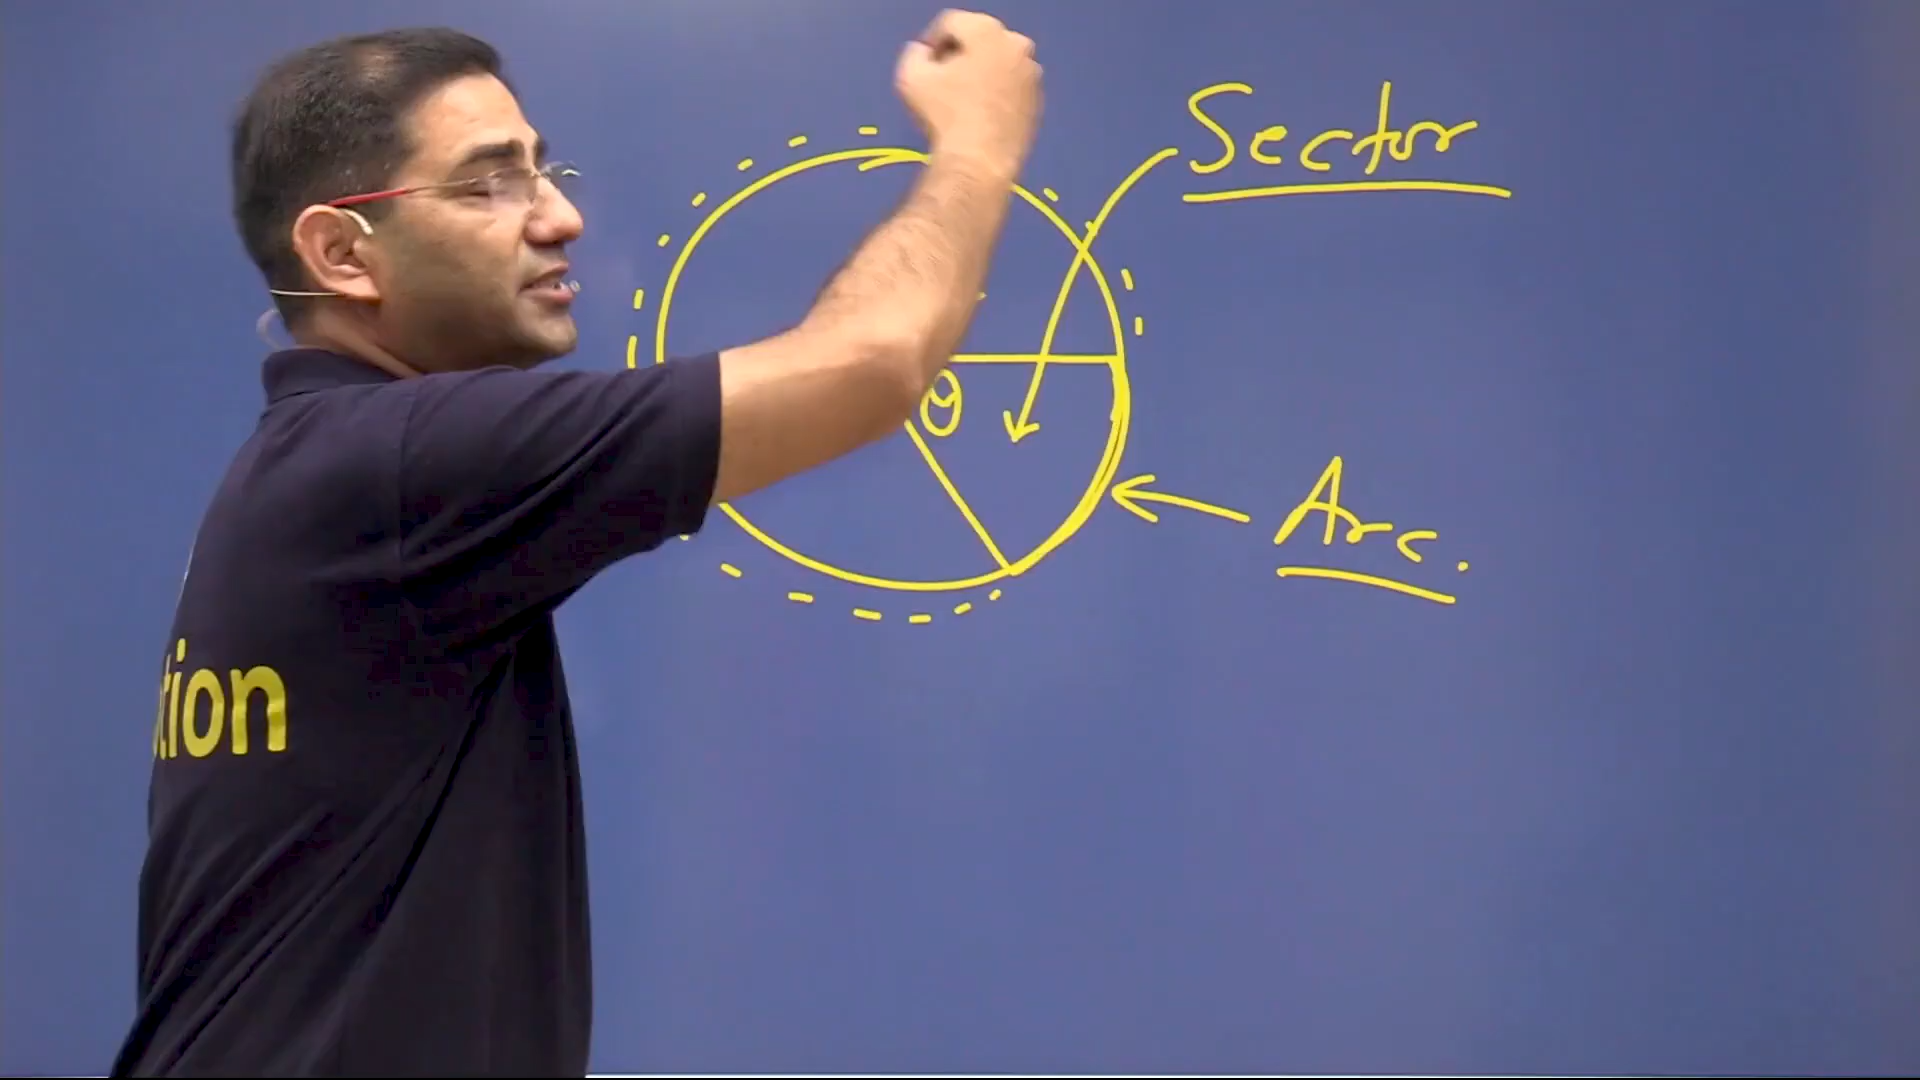 Sector
θ
Arc.
tion